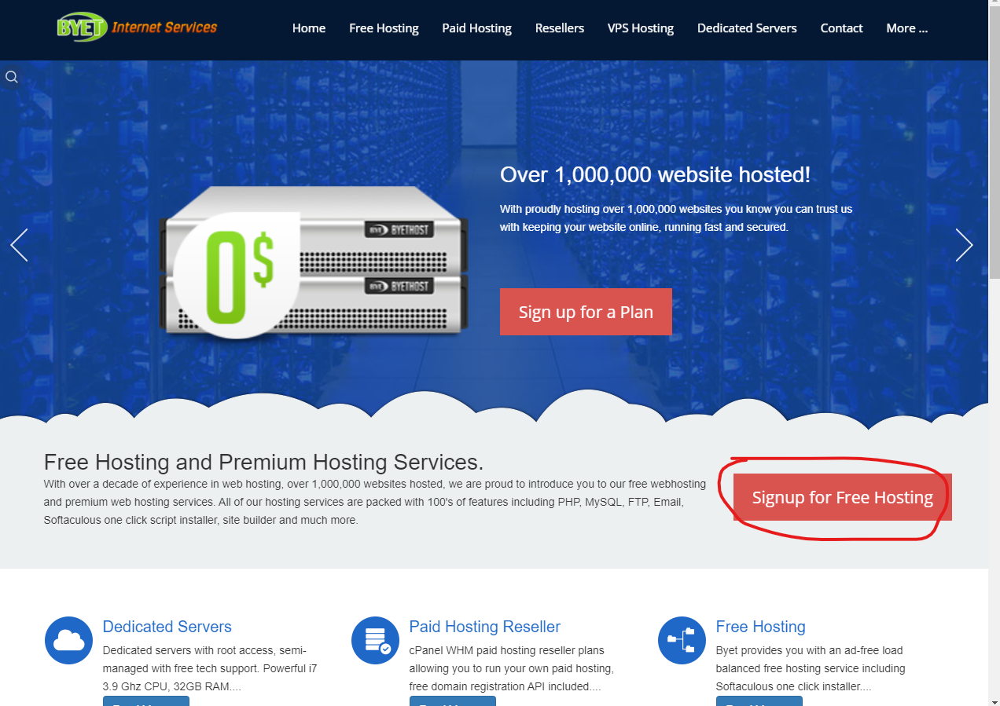 BYET Internet Services
Home Free Hosting Paid Hosting Resellers VPS Hosting Dedicated Servers Contact More ...
Over 1,000,000 website hosted!
With proudly hosting over 1,000,000 websites you know you can trust us
with keeping your website online, running fast and secured.
BYET BYETHOST
0$
BYET BYETHOST
Sign up for a Plan
Free Hosting and Premium Hosting Services.
With over a decade of experience in web hosting, over 1,000,000 websites hosted, we are proud to introduce you to our free webhosting
and premium web hosting services. All of our hosting services are packed with 100's of features including PHP, MySQL, FTP, Email,
Softaculous one click script installer, site builder and much more.
Signup for Free Hosting
Dedicated Servers
Dedicated servers with root access, semi-
managed with free tech support. Powerful i7
3.9 Ghz CPU, 32GB RAM....
Paid Hosting Reseller
cPanel WHM paid hosting reseller plans
allowing you to run your own paid hosting,
free domain registration API included....
Free Hosting
Byet provides you with an ad-free load
balanced free hosting service including
Softaculous one click installer....